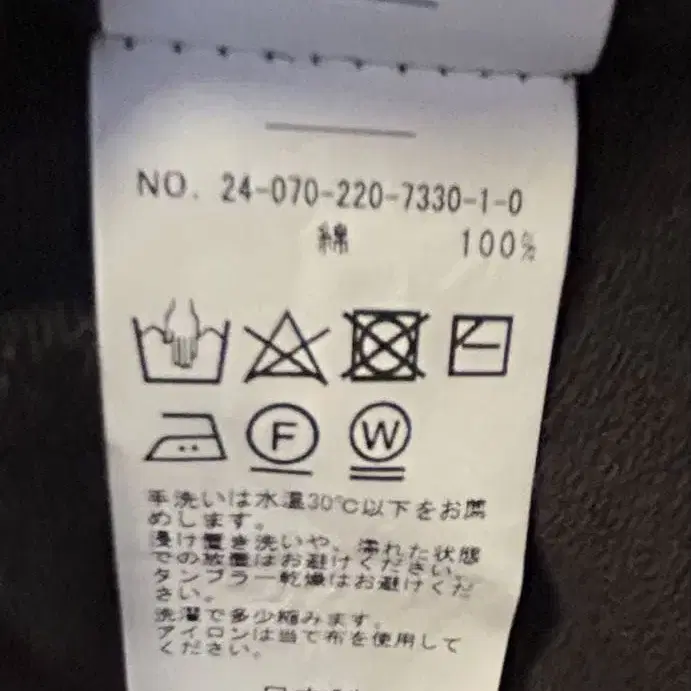 NO. 24-070-220-7330-1-0
綿 100%
F W
手洗いは水温30℃以下をお薦
めします。
浸け置き洗いや、濡れた状態
での放置はお避けください。
タンブラー乾燥はお避けくだ
さい。
洗濯で多少縮みます。
アイロンは当て布を使用して
ください。